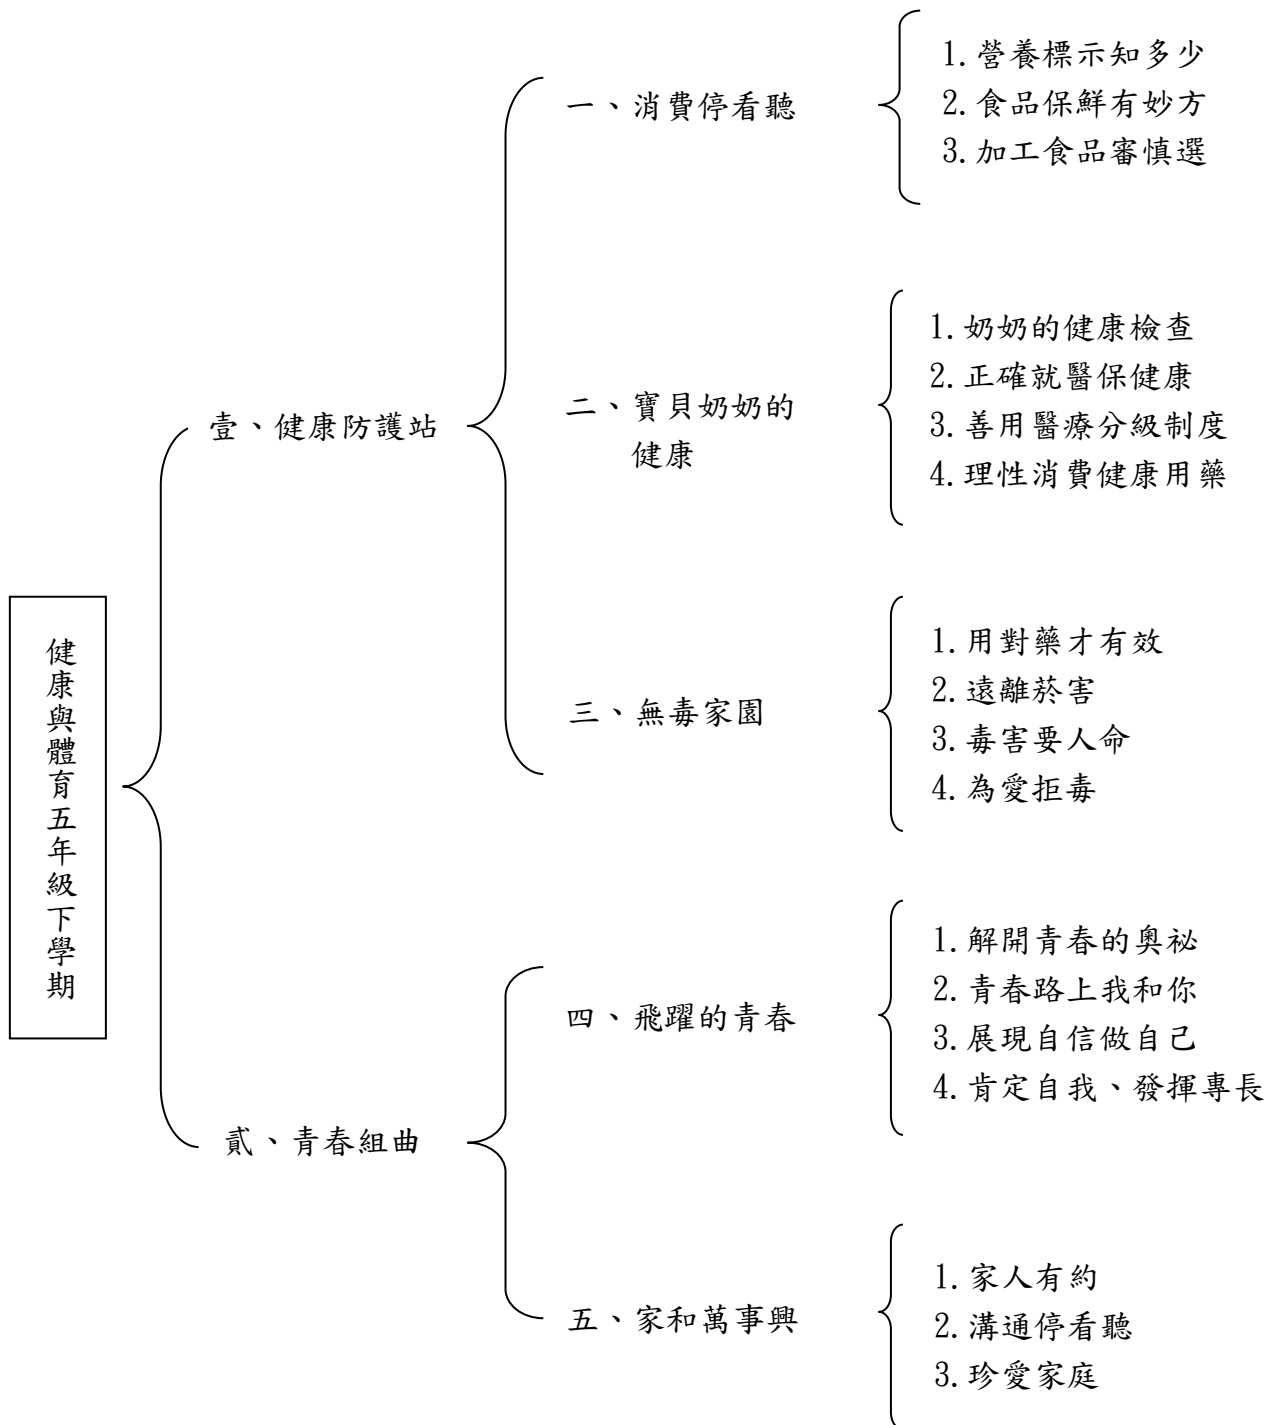 健康與體育五年級下學期
壹、健康防護站
一、消費停看聽
1.營養標示知多少
2.食品保鮮有妙方
3.加工食品審慎選
二、寶貝奶奶的
健康
1.奶奶的健康檢查
2.正確就醫保健康
3.善用醫療分級制度
4.理性消費健康用藥
三、無毒家園
1.用對藥才有效
2.遠離菸害
3.毒害要人命
4.為愛拒毒
貳、青春組曲
四、飛躍的青春
1.解開青春的奧祕
2.青春路上我和你
3.展現自信做自己
4.肯定自我、發揮專長
五、家和萬事興
1.家人有約
2.溝通停看聽
3.珍愛家庭